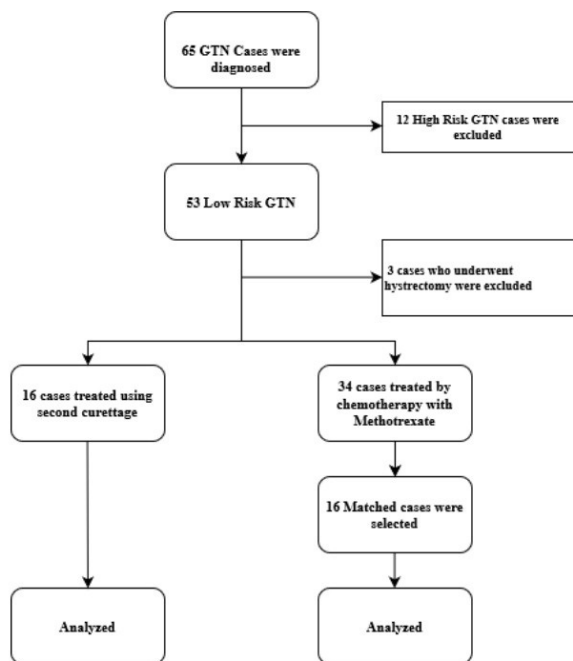 65 GTN Cases were
diagnosed
12 High Risk GTN cases were
excluded
53 Low Risk GTN
3 cases who underwent
hystrectomy were excluded
16 cases treated using
second curettage
34 cases treated by
chemotherapy with
Methotrexate
16 Matched cases were
selected
Analyzed
Analyzed